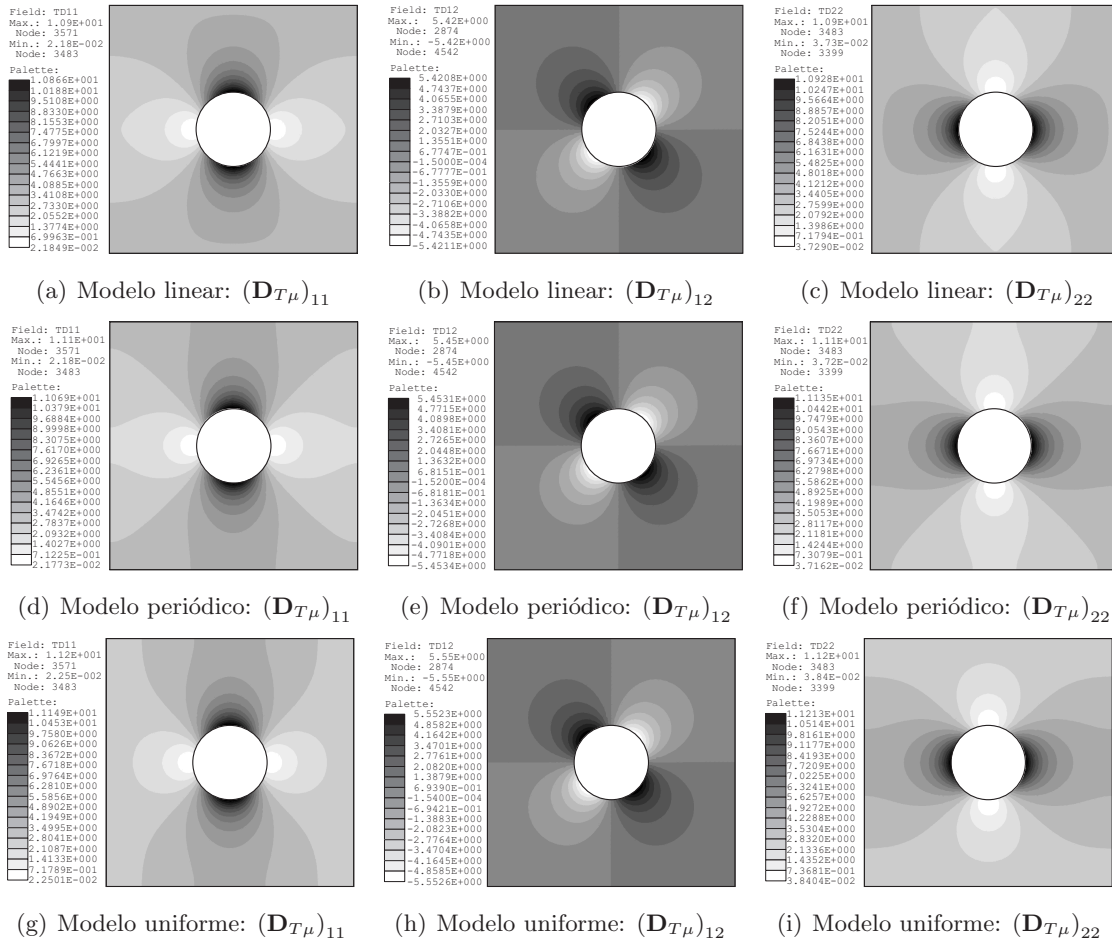 Field: TD11
Max.: 1.09E+001
Node: 3571
Min.: 2.18E-002
Node: 3483
Palette:
1.0866E+001
1.0188E+001
9.5108E+000
8.8330E+000
8.1553E+000
7.4775E+000
6.7997E+000
6.1219E+000
5.4441E+000
4.7663E+000
4.0885E+000
3.4108E+000
2.7330E+000
2.0552E+000
1.3774E+000
6.9963E-001
2.1849E-002
Field: TD12
Max.: 5.42E+000
Node: 2874
Min.: -5.42E+000
Node: 4542
Palette:
5.4208E+000
4.7437E+000
4.0655E+000
3.3879E+000
2.7103E+000
2.0327E+000
1.3551E+000
6.7747E-001
-1.5000E-004
-6.7777E-001
-1.3559E+000
-2.0330E+000
-2.7106E+000
-3.3882E+000
-4.0658E+000
-4.7435E+000
-5.4211E+000
Field: TD22
Max.: 1.09E+001
Node: 3483
Min.: 3.73E-002
Node: 3399
Palette:
1.0928E+001
1.0247E+001
9.5664E+000
8.8857E+000
8.2051E+000
7.5244E+000
6.8438E+000
6.1631E+000
5.4825E+000
4.8018E+000
4.1212E+000
3.4405E+000
2.7599E+000
2.0792E+000
1.3986E+000
7.1794E-001
3.7290E-002
(a) Modelo linear: (D_Tμ)_11
(b) Modelo linear: (D_Tμ)_12
(c) Modelo linear: (D_Tμ)_22
Field: TD11
Max.: 1.11E+001
Node: 3571
Min.: 2.18E-002
Node: 3483
Palette:
1.1069E+001
1.0379E+001
9.6884E+000
8.9998E+000
8.3075E+000
7.6170E+000
6.9265E+000
6.2361E+000
5.5456E+000
4.8551E+000
4.1646E+000
3.4742E+000
2.7837E+000
2.0932E+000
1.4027E+000
7.1225E-001
2.1773E-002
Field: TD12
Max.: 5.45E+000
Node: 2874
Min.: -5.45E+000
Node: 4542
Palette:
5.4531E+000
4.7715E+000
4.0898E+000
3.4081E+000
2.7265E+000
2.0448E+000
1.3632E+000
6.8151E-001
-1.5200E-004
-6.8181E-001
-1.3634E+000
-2.0451E+000
-2.7268E+000
-3.4084E+000
-4.0901E+000
-4.7718E+000
-5.4534E+000
Field: TD22
Max.: 1.11E+001
Node: 3483
Min.: 3.72E-002
Node: 3399
Palette:
1.1135E+001
1.0442E+001
9.7479E+000
9.0543E+000
8.3607E+000
7.6671E+000
6.9734E+000
6.2798E+000
5.5862E+000
4.8925E+000
4.1989E+000
3.5053E+000
2.8117E+000
2.1181E+000
1.4244E+000
7.3079E-001
3.7162E-002
(d) Modelo periódico: (D_Tμ)_11
(e) Modelo periódico: (D_Tμ)_12
(f) Modelo periódico: (D_Tμ)_22
Field: TD11
Max.: 1.12E+001
Node: 3571
Min.: 2.25E-002
Node: 3483
Palette:
1.1149E+001
1.0453E+001
9.7580E+000
9.0626E+000
8.3672E+000
7.6718E+000
6.9764E+000
6.2810E+000
5.5856E+000
4.8902E+000
4.1949E+000
3.4995E+000
2.8041E+000
2.1087E+000
1.4133E+000
7.1789E-001
2.2501E-002
Field: TD12
Max.: 5.55E+000
Node: 2874
Min.: -5.55E+000
Node: 4542
Palette:
5.5523E+000
4.8582E+000
4.1642E+000
3.4701E+000
2.7761E+000
2.0820E+000
1.3879E+000
6.9390E-001
-1.5400E-004
-6.9421E-001
-1.3883E+000
-2.0823E+000
-2.7764E+000
-3.4704E+000
-4.1645E+000
-4.8585E+000
-5.5526E+000
Field: TD22
Max.: 1.12E+001
Node: 3483
Min.: 3.84E-002
Node: 3399
Palette:
1.1213E+001
1.0514E+001
9.8161E+000
9.1177E+000
8.4193E+000
7.7209E+000
7.0225E+000
6.3241E+000
5.6257E+000
4.9272E+000
4.2288E+000
3.5304E+000
2.8320E+000
2.1336E+000
1.4352E+000
7.3681E-001
3.8404E-002
(g) Modelo uniforme: (D_Tμ)_11
(h) Modelo uniforme: (D_Tμ)_12
(i) Modelo uniforme: (D_Tμ)_22